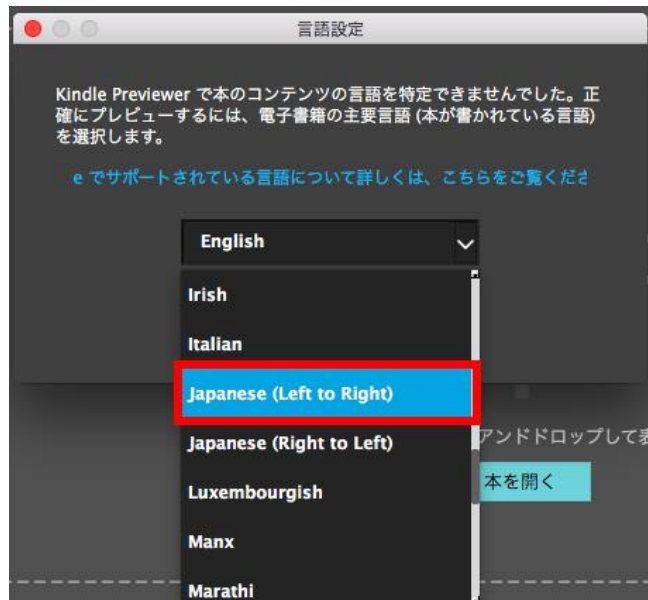 言語設定
Kindle Previewer で本のコンテンツの言語を特定できませんでした。正
確にプレビューするには、電子書籍の主要言語 (本が書かれている言語)
を選択します。
e でサポートされている言語について詳しくは、こちらをご覧くださ
English
Irish
Italian
Japanese (Left to Right)
Japanese (Right to Left)
アンドドロップして表
Luxembourgish
本を開く
Manx
Marathi